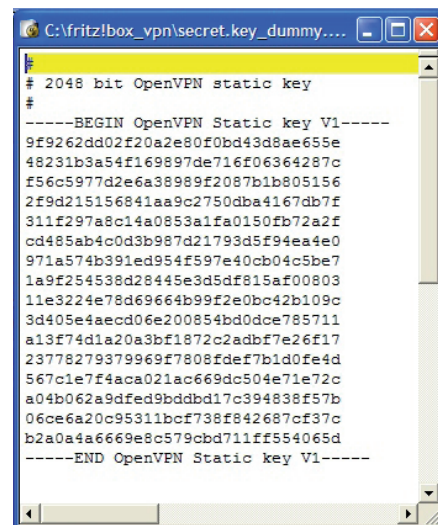 C:\fritz!box_vpn\secret.key_dummy....
#
# 2048 bit OpenVPN static key
#
-----BEGIN OpenVPN Static key V1-----
9f9262dd02f20a2e80f0bd43d8ae655e
48231b3a54f169897de716f06364287c
f56c5977d2e6a38989f2087b1b805156
2f9d215156841aa9c2750dba4167db7f
311f297a8c14a0853a1fa0150fb72a2f
cd485ab4c0d3b987d21793d5f94ea4e0
971a574b391ed954f597e40cb04c5be7
1a9f254538d28445e3d5df815af00803
11e3224e78d69664b99f2e0bc42b109c
3d405e4aecd06e200854bd0dce785711
a13f74d1a20a3bf1872c2adbf7e26f17
23778279379969f7808fdef7b1d0fe4d
567c1e7f4aca021ac669dc504e71e72c
a04b062a9dfed9bddbd17c394838f57b
06ce6a20c95311bcf738f842687cf37c
b2a0a4a6669e8c579cbd711ff554065d
-----END OpenVPN Static key V1-----